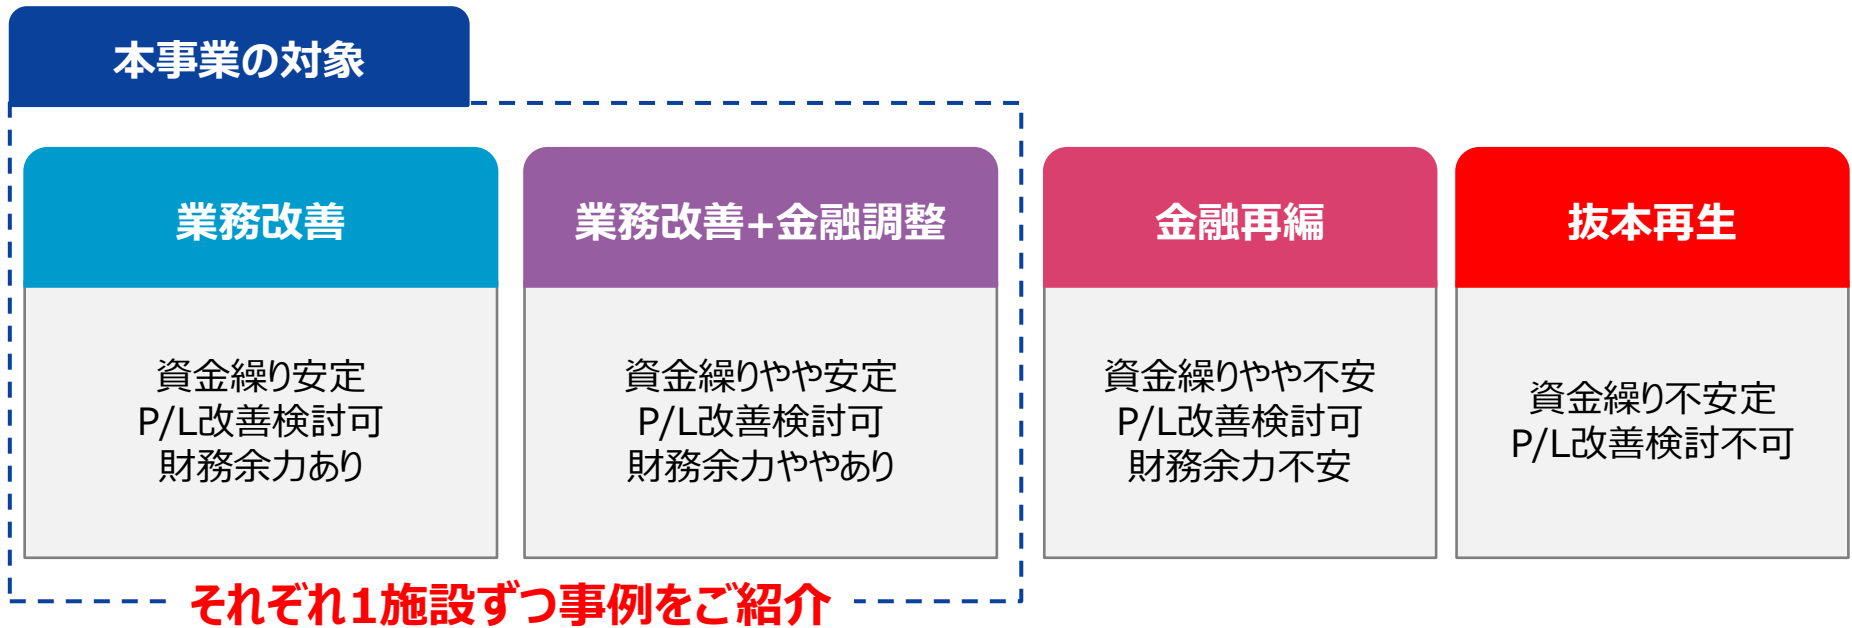 本事業の対象
業務改善
資金繰り安定
P/L改善検討可
財務余力あり
業務改善+金融調整
資金繰りやや安定
P/L改善検討可
財務余力ややあり
金融再編
資金繰りやや不安
P/L改善検討可
財務余力不安
抜本再生
資金繰り不安定
P/L改善検討不可
それぞれ1施設ずつ事例をご紹介